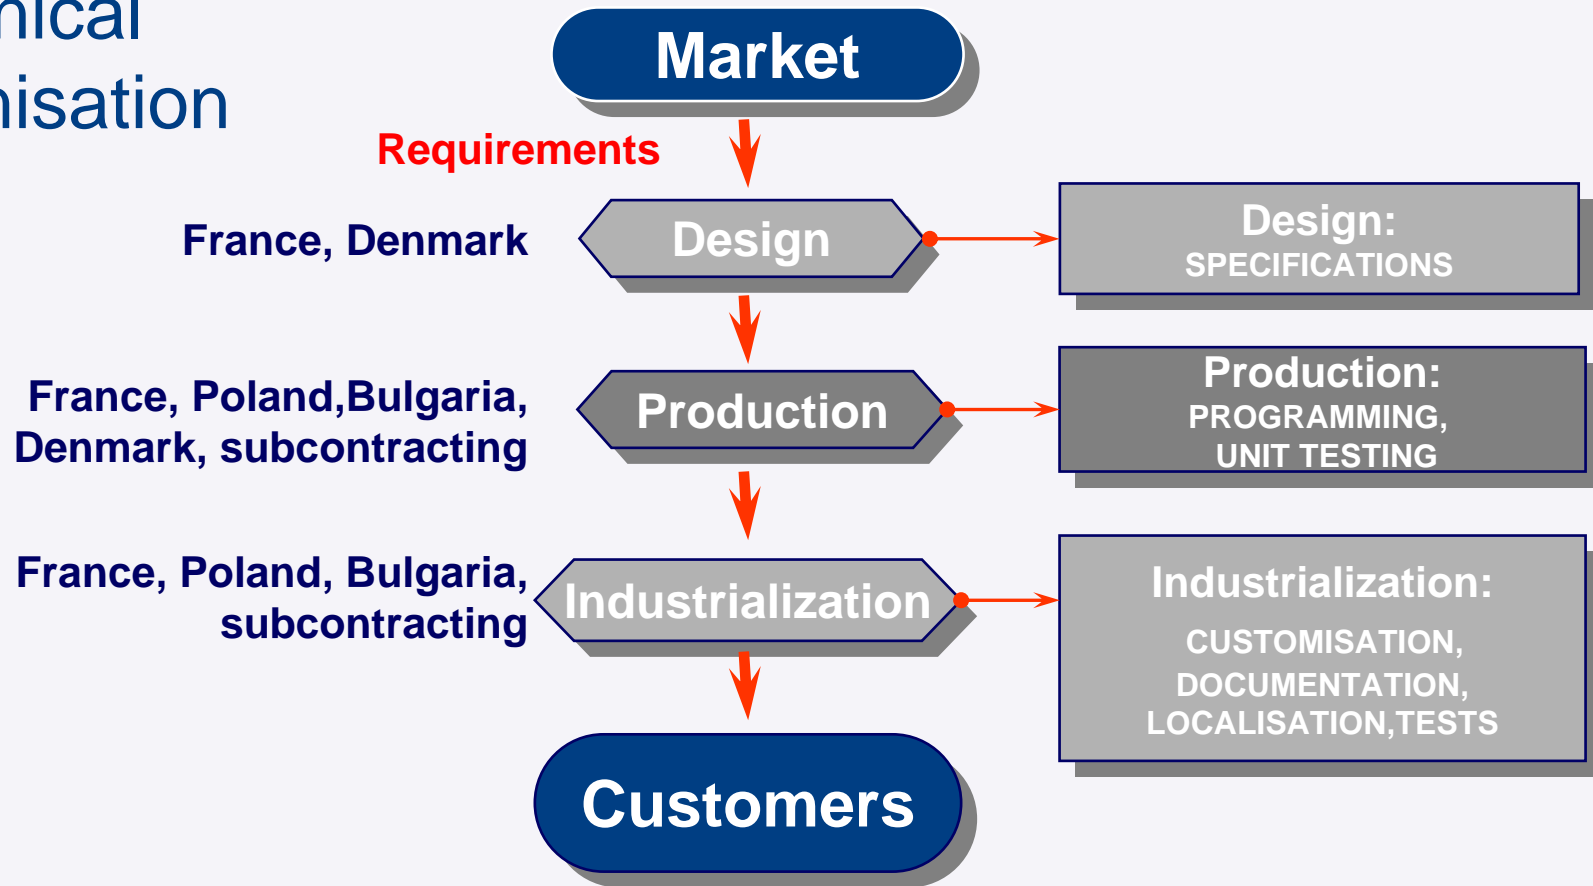 nical
nisation
Market
Requirements
France, Denmark
Design
Design:
SPECIFICATIONS
France, Poland,Bulgaria,
Denmark, subcontracting
Production
Production:
PROGRAMMING,
UNIT TESTING
France, Poland, Bulgaria,
subcontracting
Industrialization
Industrialization:
CUSTOMISATION,
DOCUMENTATION,
LOCALISATION,TESTS
Customers